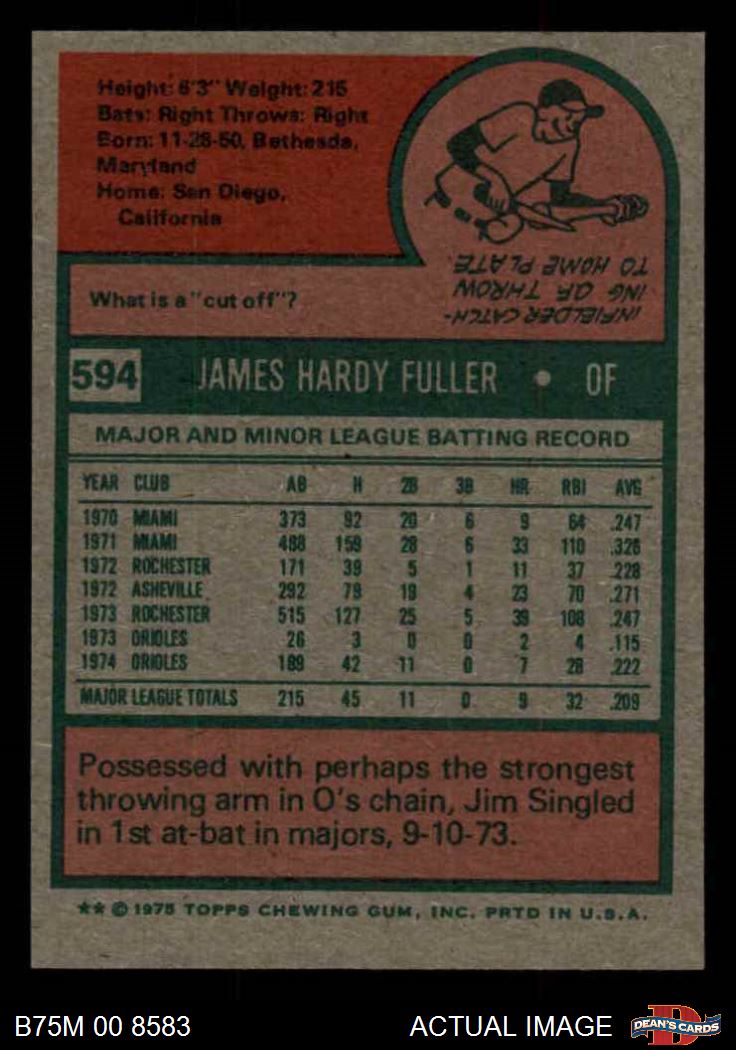 Height: 6'3" Weight: 215
Bats: Right Throws: Right
Born: 11-28-50, Bethesda,
Maryland
Home: San Diego,
California
What is a "cut off"?
INFIELDER CATCH-
ING OF THROW
TO HOME PLATE.
594 JAMES HARDY FULLER • OF
MAJOR AND MINOR LEAGUE BATTING RECORD
YEAR CLUB AB H 2B 3B HR RBI AVG
1970 MIAMI 373 92 20 6 9 64 .247
1971 MIAMI 488 159 28 6 33 110 .326
1972 ROCHESTER 171 39 5 1 11 37 .228
1972 ASHEVILLE 292 79 19 4 23 70 .271
1973 ROCHESTER 515 127 25 5 39 108 .247
1973 ORIOLES 26 3 0 0 2 4 .115
1974 ORIOLES 189 42 11 0 7 28 .222
MAJOR LEAGUE TOTALS 215 45 11 0 9 32 .209
Possessed with perhaps the strongest
throwing arm in O's chain, Jim Singled
in 1st at-bat in majors, 9-10-73.
** © 1975 TOPPS CHEWING GUM, INC. PRTD IN U.S.A.
B75M 00 8583 ACTUAL IMAGE DEAN'S CARDS